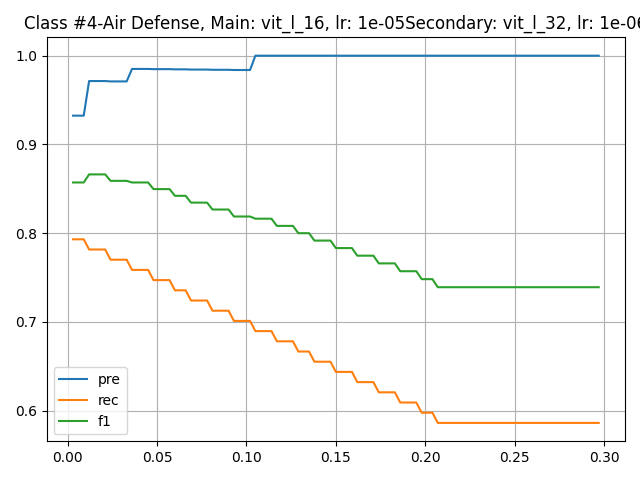 Class #4-Air Defense, Main: vit_l_16, lr: 1e-05Secondary: vit_l_32, lr: 1e-06
1.0
0.9
0.8
0.7
0.6
pre
rec
f1
0.00 0.05 0.10 0.15 0.20 0.25 0.30